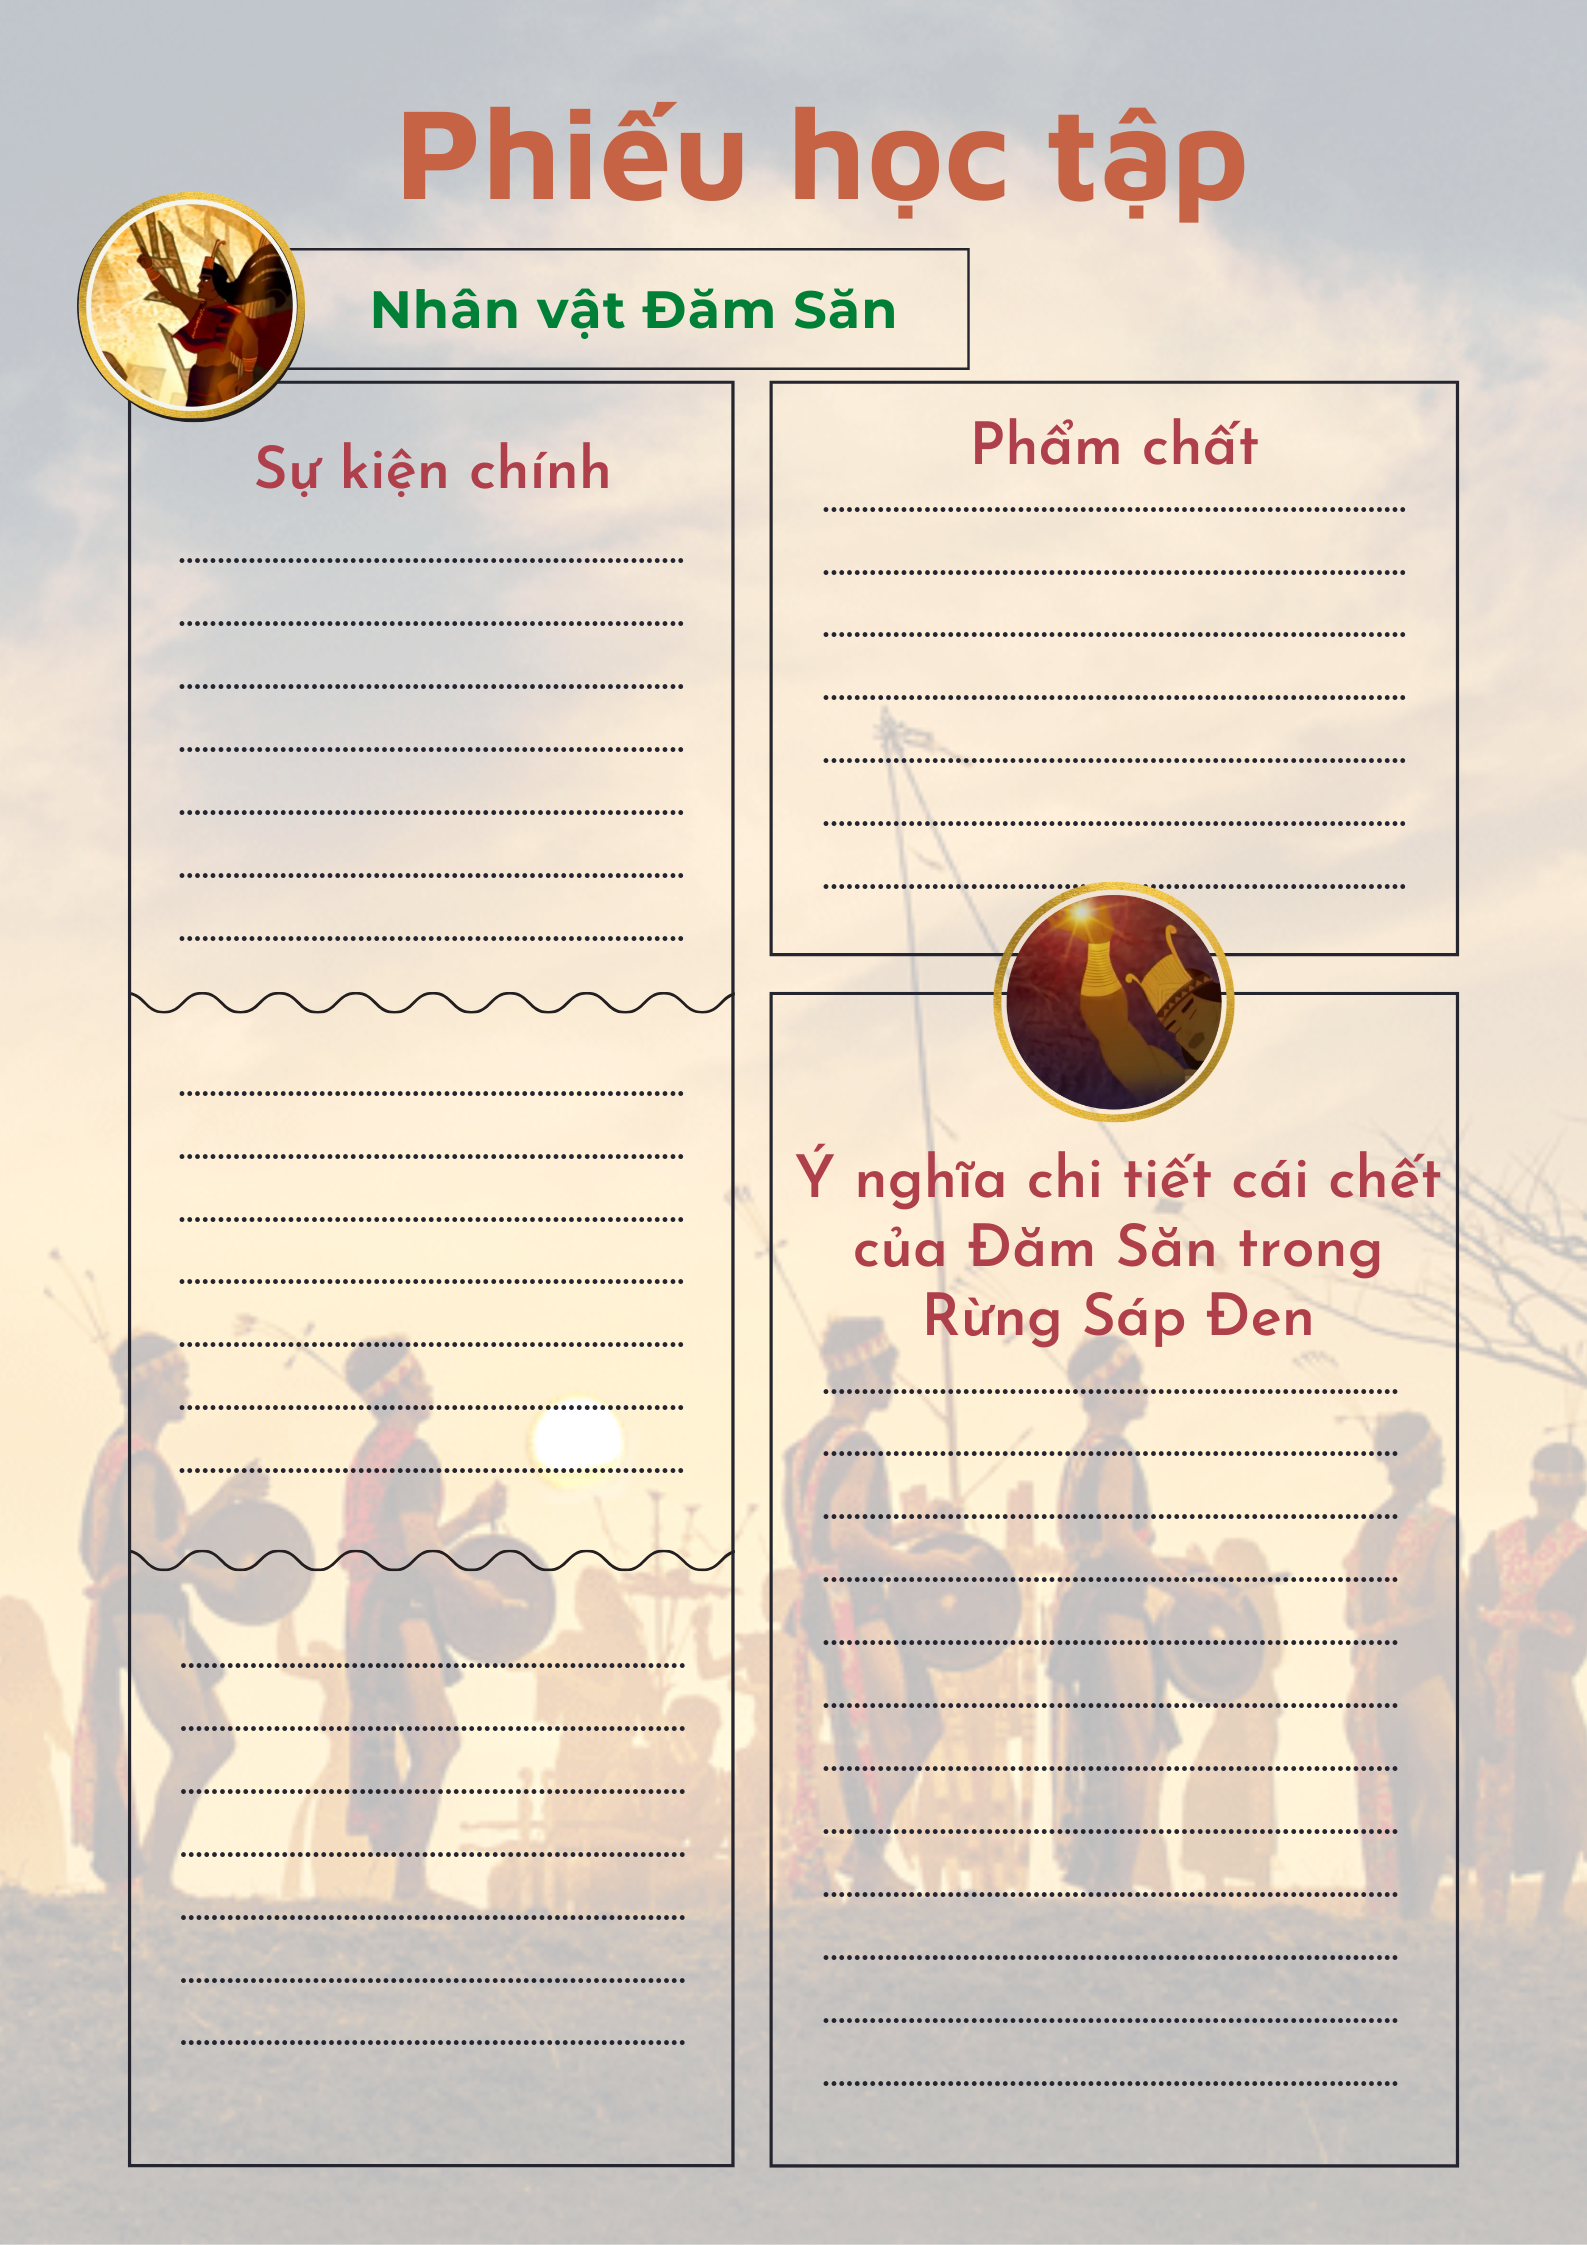 Phiếu học tập
Nhân vật Đăm Săn
Sự kiện chính
Phẩm chất
Ý nghĩa chi tiết cái chết
của Đăm Săn trong
Rừng Sáp Đen